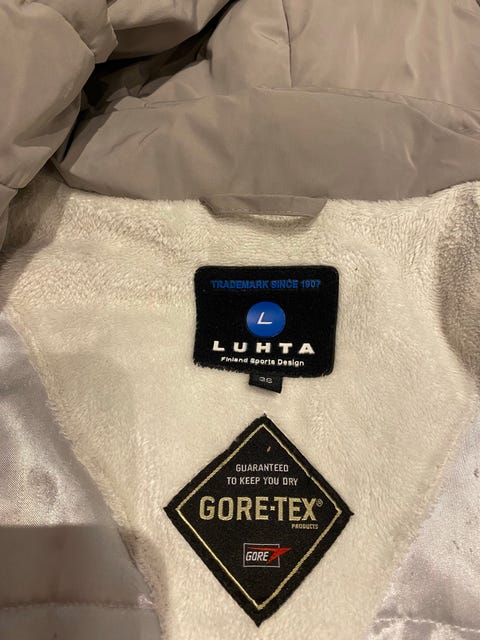 TRADEMARK SINCE 1907
L
LUHTA
Finland Sports Design
36
GUARANTEED
TO KEEP YOU DRY
GORE-TEX®
PRODUCTS
GORE